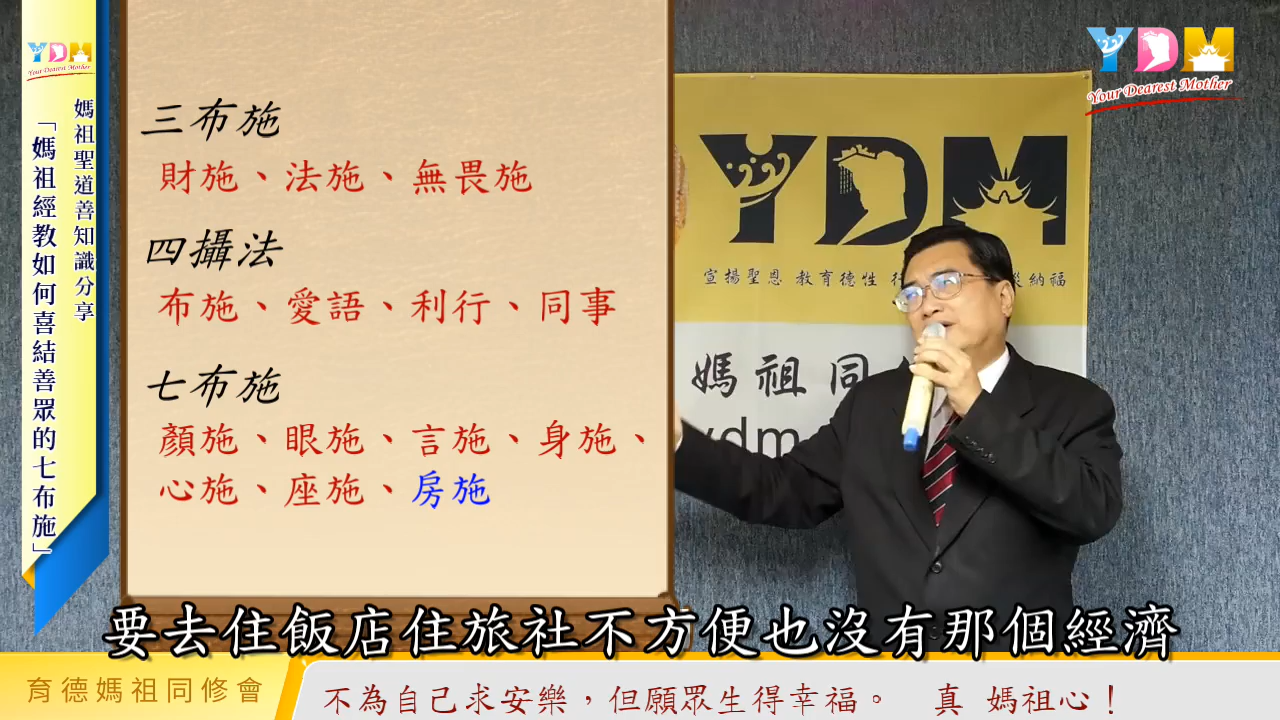 YDM
Your Dearest Mother
媽祖聖道善知識分享
「媽祖經教如何喜結善眾的七布施」
三布施
財施、法施、無畏施
四攝法
布施、愛語、利行、同事
七布施
顏施、眼施、言施、身施、
心施、座施、房施
YDM
Your Dearest Mother
YDM
宣揚聖恩 教育德性 行 納福
媽祖同
ydm
要去住飯店住旅社不方便也沒有那個經濟
育德媽祖同修會
不為自己求安樂，但願眾生得幸福。 真 媽祖心！